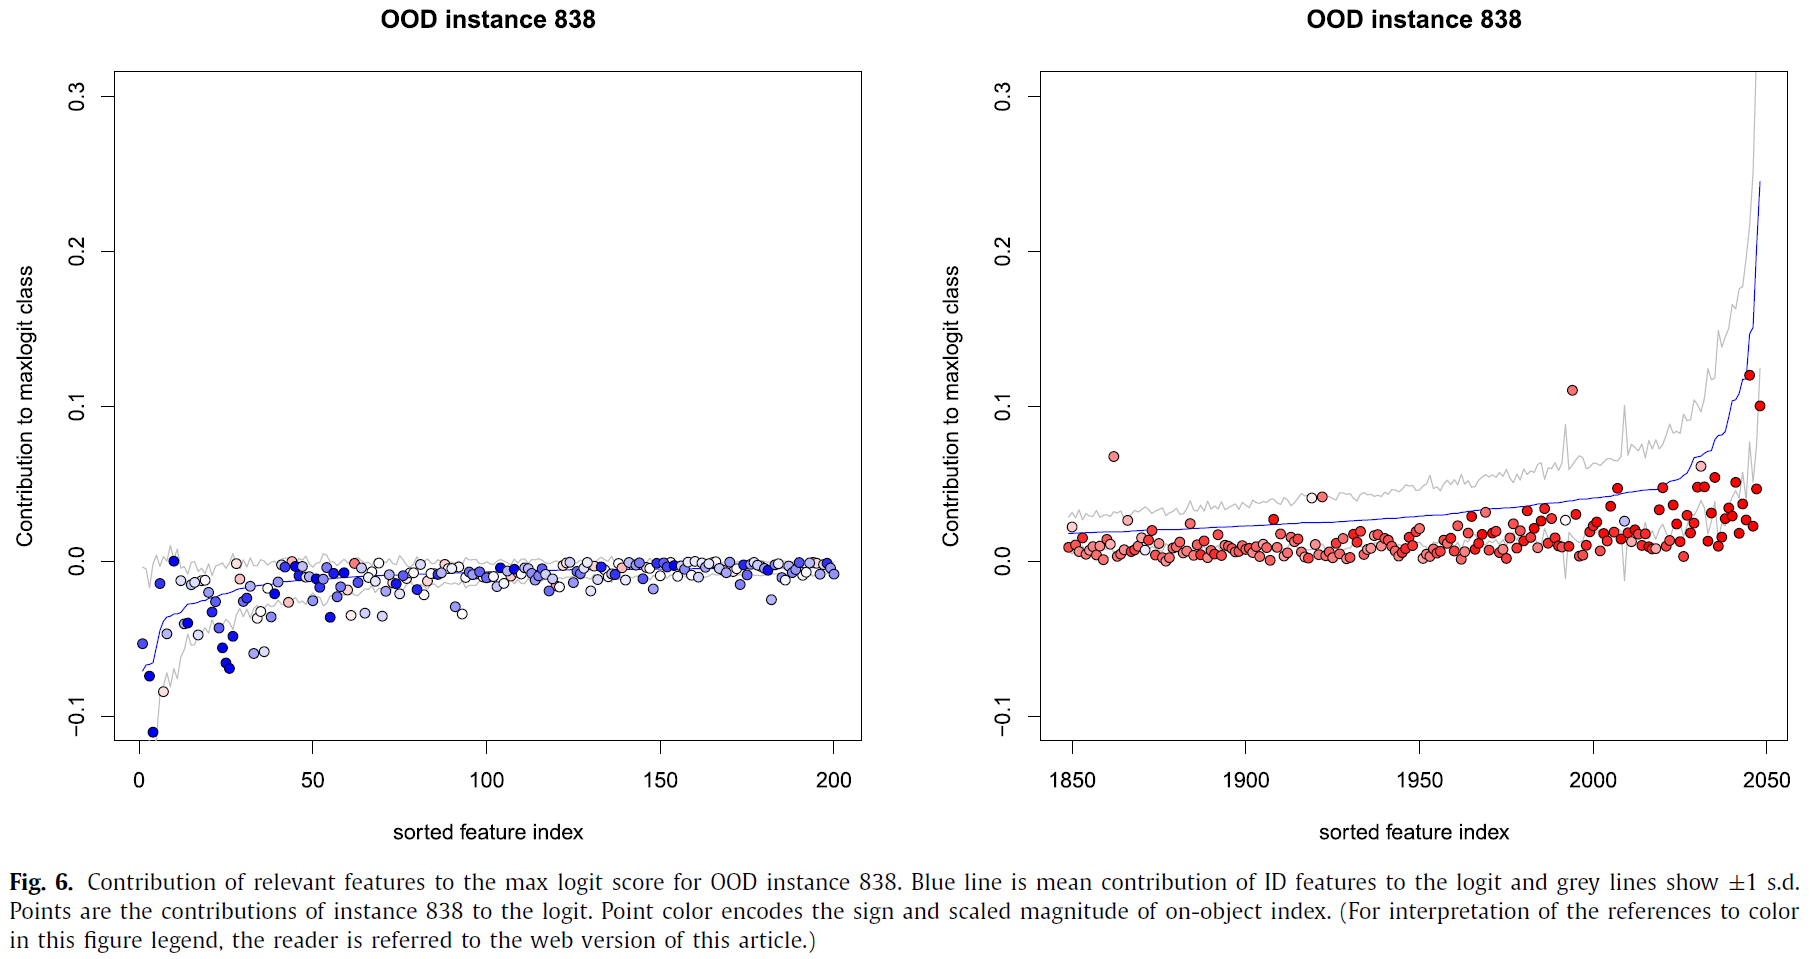 OOD instance 838
0.3
0.2
0.1
0.0
−0.1
Contribution to maxlogit class
0 50 100 150 200
sorted feature index
OOD instance 838
0.3
0.2
0.1
0.0
−0.1
Contribution to maxlogit class
1850 1900 1950 2000 2050
sorted feature index
Fig. 6. Contribution of relevant features to the max logit score for OOD instance 838. Blue line is mean contribution of ID features to the logit and grey lines show ±1 s.d.
Points are the contributions of instance 838 to the logit. Point color encodes the sign and scaled magnitude of on-object index. (For interpretation of the references to color
in this figure legend, the reader is referred to the web version of this article.)